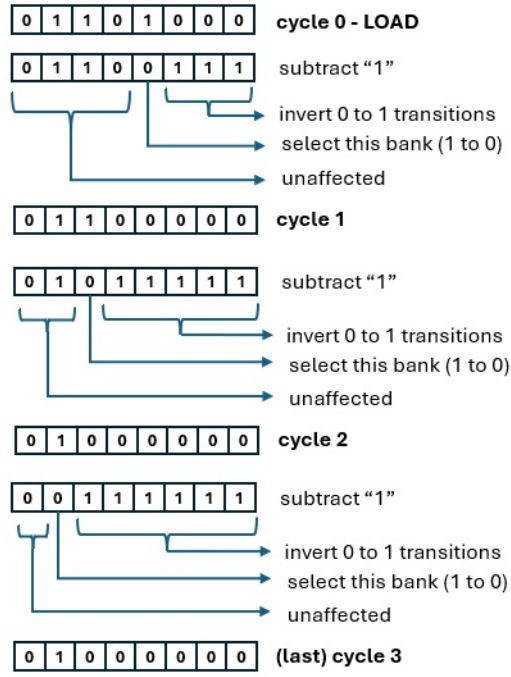 0 1 1 0 1 0 0 0 cycle 0 - LOAD
0 1 1 0 0 1 1 1 subtract “1”
invert 0 to 1 transitions
select this bank (1 to 0)
unaffected
0 1 1 0 0 0 0 0 cycle 1
0 1 0 1 1 1 1 1 subtract “1”
invert 0 to 1 transitions
select this bank (1 to 0)
unaffected
0 1 0 0 0 0 0 0 cycle 2
0 0 1 1 1 1 1 1 subtract “1”
invert 0 to 1 transitions
select this bank (1 to 0)
unaffected
0 1 0 0 0 0 0 0 (last) cycle 3